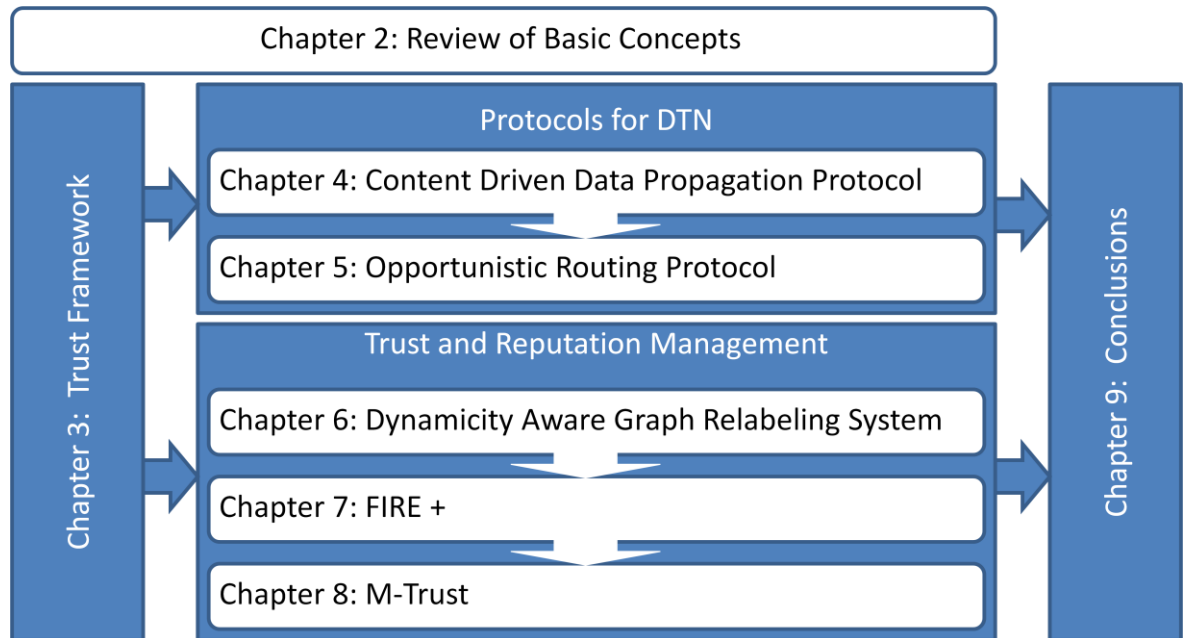 Chapter 2: Review of Basic Concepts
Chapter 3: Trust Framework
Protocols for DTN
Chapter 4: Content Driven Data Propagation Protocol
Chapter 5: Opportunistic Routing Protocol
Trust and Reputation Management
Chapter 6: Dynamicity Aware Graph Relabeling System
Chapter 7: FIRE +
Chapter 8: M-Trust
Chapter 9: Conclusions